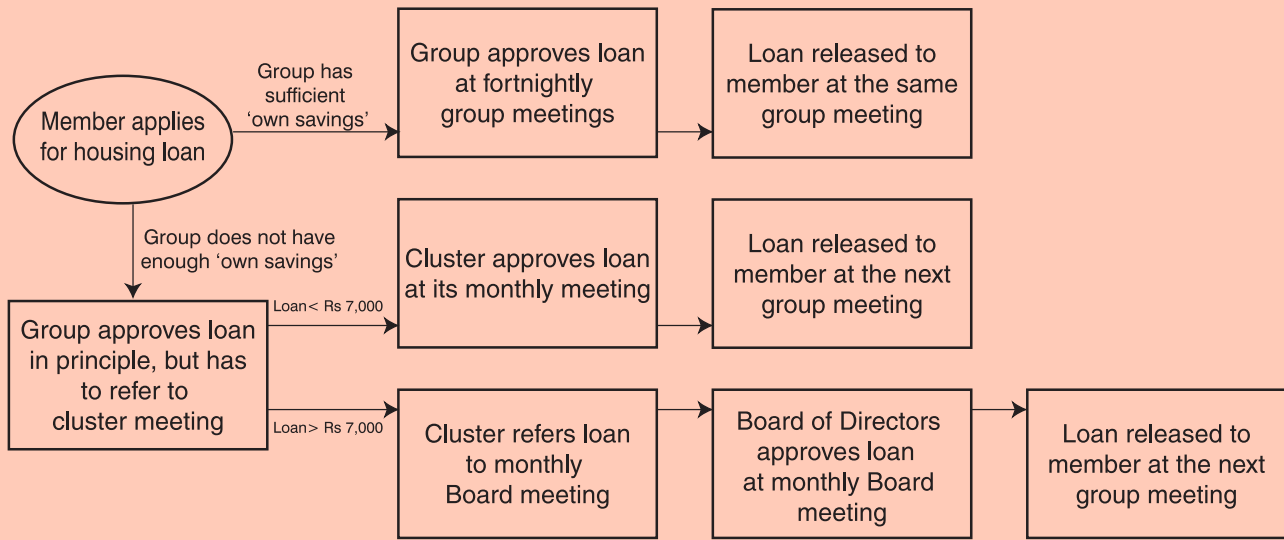 Member applies
for housing loan
Group has
sufficient
‘own savings’
Group approves loan
at fortnightly
group meetings
Loan released to
member at the same
group meeting
Group does not have
enough ‘own savings’
Group approves loan
in principle, but has
to refer to
cluster meeting
Loan< Rs 7,000
Cluster approves loan
at its monthly meeting
Loan released to
member at the next
group meeting
Loan> Rs 7,000
Cluster refers loan
to monthly
Board meeting
Board of Directors
approves loan
at monthly Board
meeting
Loan released to
member at the next
group meeting